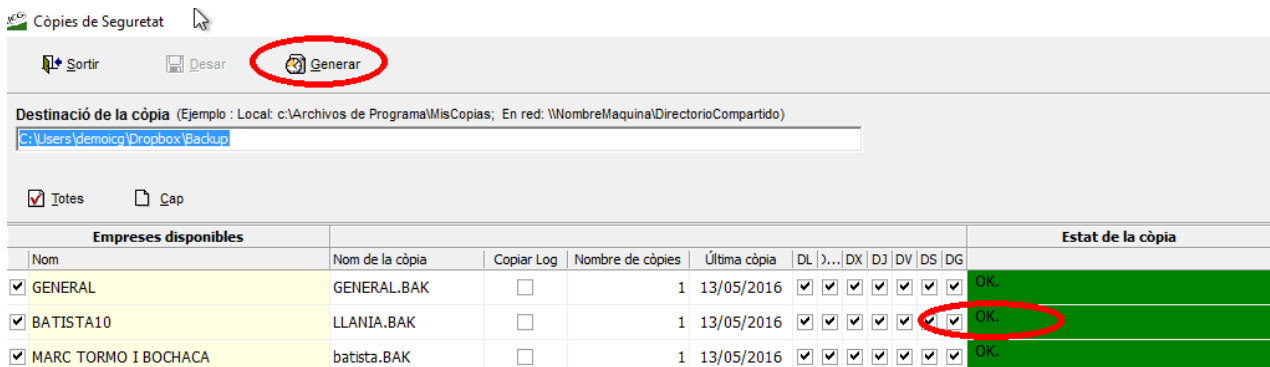 ICG Còpies de Seguretat
Sortir Desar Generar
Destinació de la còpia (Ejemplo : Local: c:\Archivos de Programa\MisCopias; En red: \\NombreMaquina\DirectorioCompartido)
C:\Users\demoicg\Dropbox\Backup
Totes Cap
Empreses disponibles Estat de la còpia
Nom Nom de la còpia Copiar Log Nombre de còpies Última còpia DL )... DX DJ DV DS DG
GENERAL GENERAL.BAK 1 13/05/2016 OK.
BATISTA10 LLANIA.BAK 1 13/05/2016 OK.
MARC TORMO I BOCHACA batista.BAK 1 13/05/2016 OK.